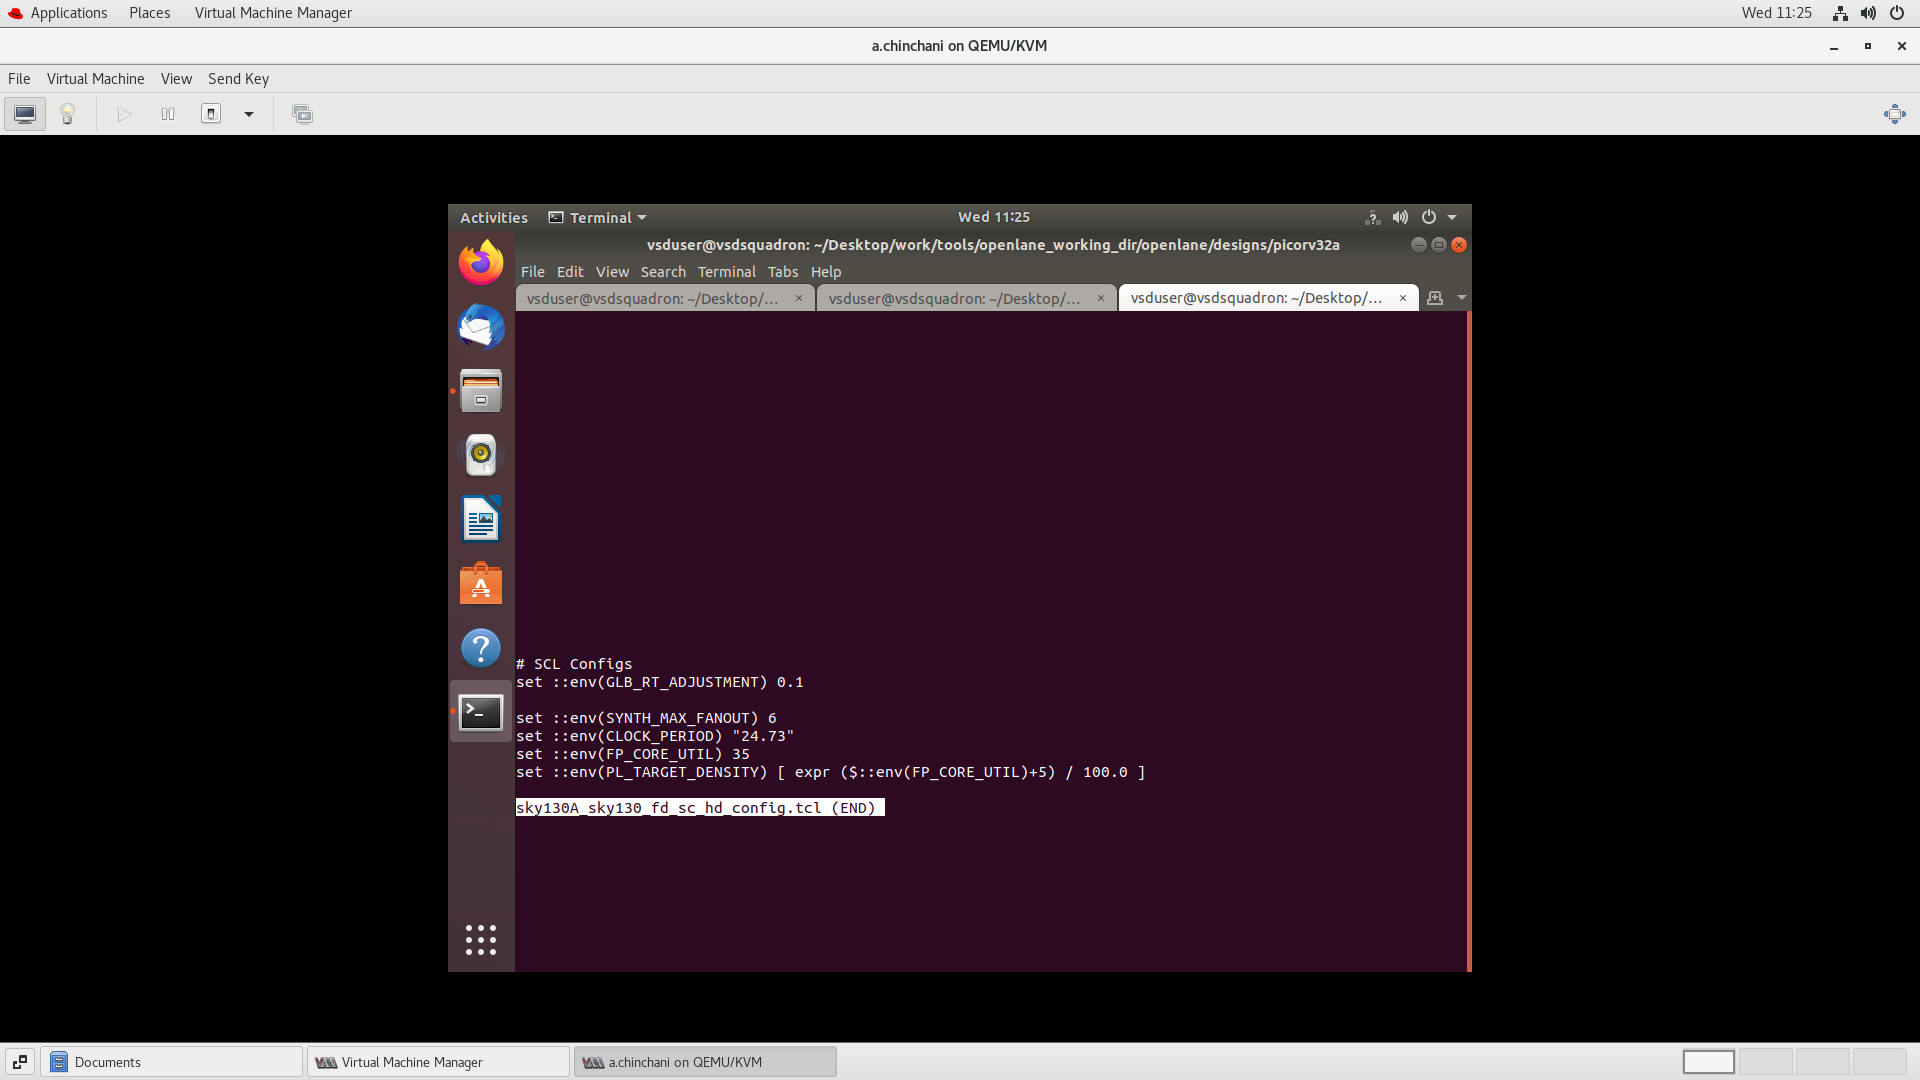 Applications Places Virtual Machine Manager Wed 11:25
a.chinchani on QEMU/KVM
File Virtual Machine View Send Key
Activities Terminal Wed 11:25
vsduser@vsdsquadron: ~/Desktop/work/tools/openlane_working_dir/openlane/designs/picorv32a
File Edit View Search Terminal Tabs Help
vsduser@vsdsquadron: ~/Desktop/... × vsduser@vsdsquadron: ~/Desktop/... × vsduser@vsdsquadron: ~/Desktop/... ×
# SCL Configs
set ::env(GLB_RT_ADJUSTMENT) 0.1
set ::env(SYNTH_MAX_FANOUT) 6
set ::env(CLOCK_PERIOD) "24.73"
set ::env(FP_CORE_UTIL) 35
set ::env(PL_TARGET_DENSITY) [ expr ($::env(FP_CORE_UTIL)+5) / 100.0 ]
sky130A_sky130_fd_sc_hd_config.tcl (END)
Documents Virtual Machine Manager a.chinchani on QEMU/KVM